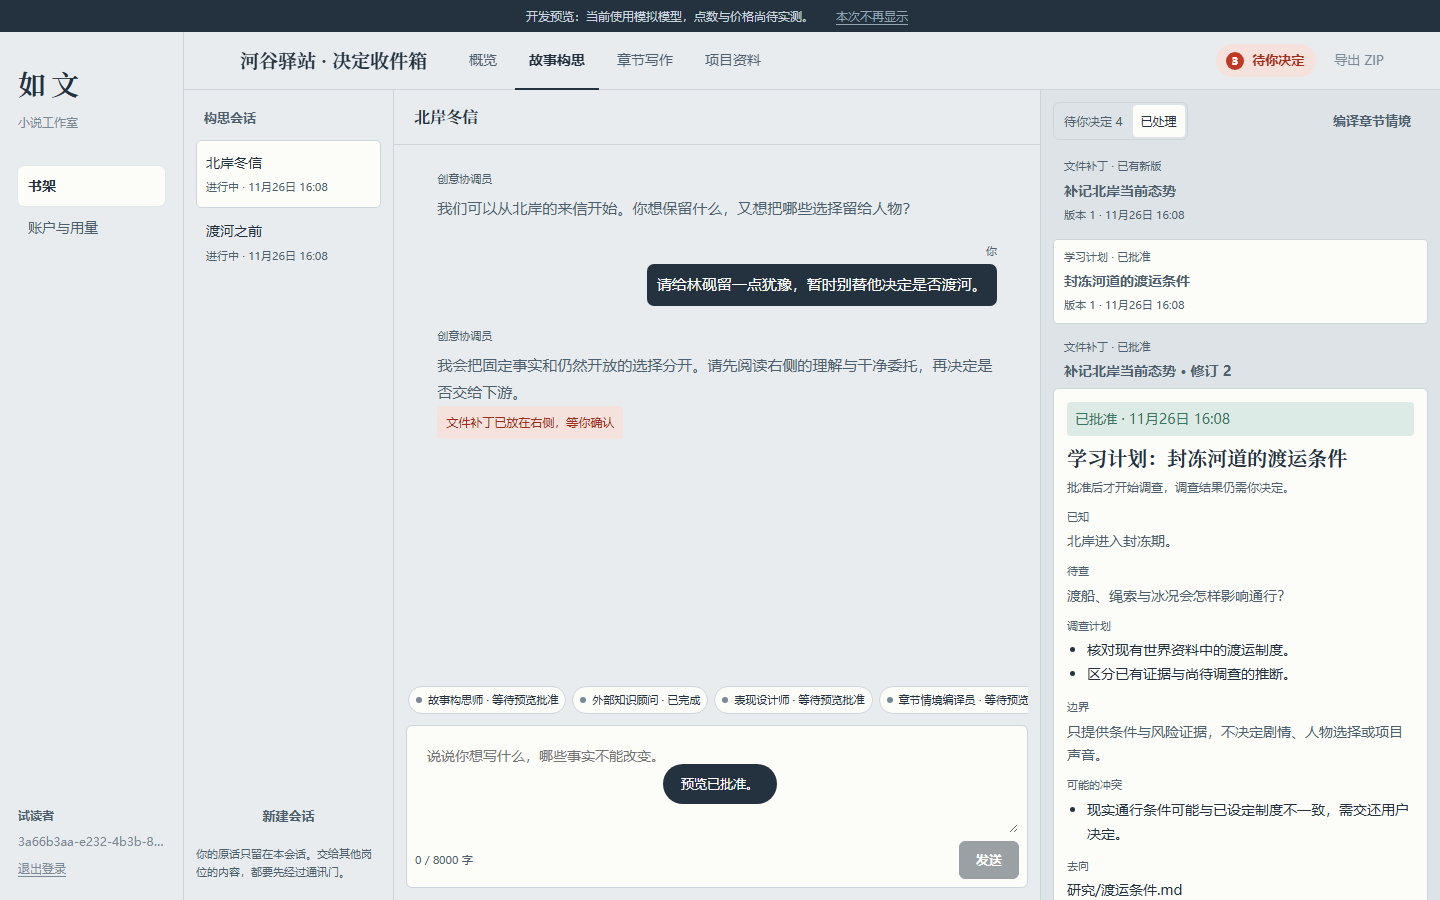 开发预览：当前使用模拟模型，点数与价格尚待实测。 本次不再显示
如文
小说工作室
书架
账户与用量
试读者
3a66b3aa-e232-4b3b-8...
退出登录
河谷驿站 · 决定收件箱
概览
故事构思
章节写作
项目资料
3 待你决定
导出 ZIP
构思会话
北岸冬信
进行中 · 11月26日 16:08
渡河之前
进行中 · 11月26日 16:08
新建会话
你的原话只留在本会话。交给其他岗
位的内容，都要先经过通讯门。
北岸冬信
创意协调员
我们可以从北岸的来信开始。你想保留什么，又想把哪些选择留给人物？
你
请给林砚留一点犹豫，暂时别替他决定是否渡河。
创意协调员
我会把固定事实和仍然开放的选择分开。请先阅读右侧的理解与干净委托，再决定是
否交给下游。
文件补丁已放在右侧，等你确认
故事构思师 · 等待预览批准
外部知识顾问 · 已完成
表现设计师 · 等待预览批准
章节情境编译员 · 等待预览
说说你想写什么，哪些事实不能改变。
预览已批准。
0 / 8000 字
发送
待你决定 4
已处理
编译章节情境
文件补丁 · 已有新版
补记北岸当前态势
版本 1 · 11月26日 16:08
学习计划 · 已批准
封冻河道的渡运条件
版本 1 · 11月26日 16:08
文件补丁 · 已批准
补记北岸当前态势 • 修订 2
已批准 · 11月26日 16:08
学习计划：封冻河道的渡运条件
批准后才开始调查，调查结果仍需你决定。
已知
北岸进入封冻期。
待查
渡船、绳索与冰况会怎样影响通行？
调查计划
• 核对现有世界资料中的渡运制度。
• 区分已有证据与尚待调查的推断。
边界
只提供条件与风险证据，不决定剧情、人物选择或项目
声音。
可能的冲突
• 现实通行条件可能与已设定制度不一致，需交还用户
决定。
去向
研究/渡运条件.md